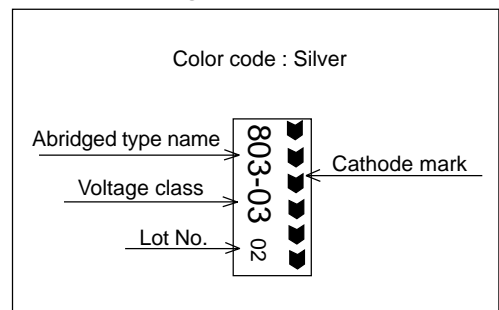 Color code : Silver
Abridged type name
Voltage class
Lot No.
803-03 02
Cathode mark